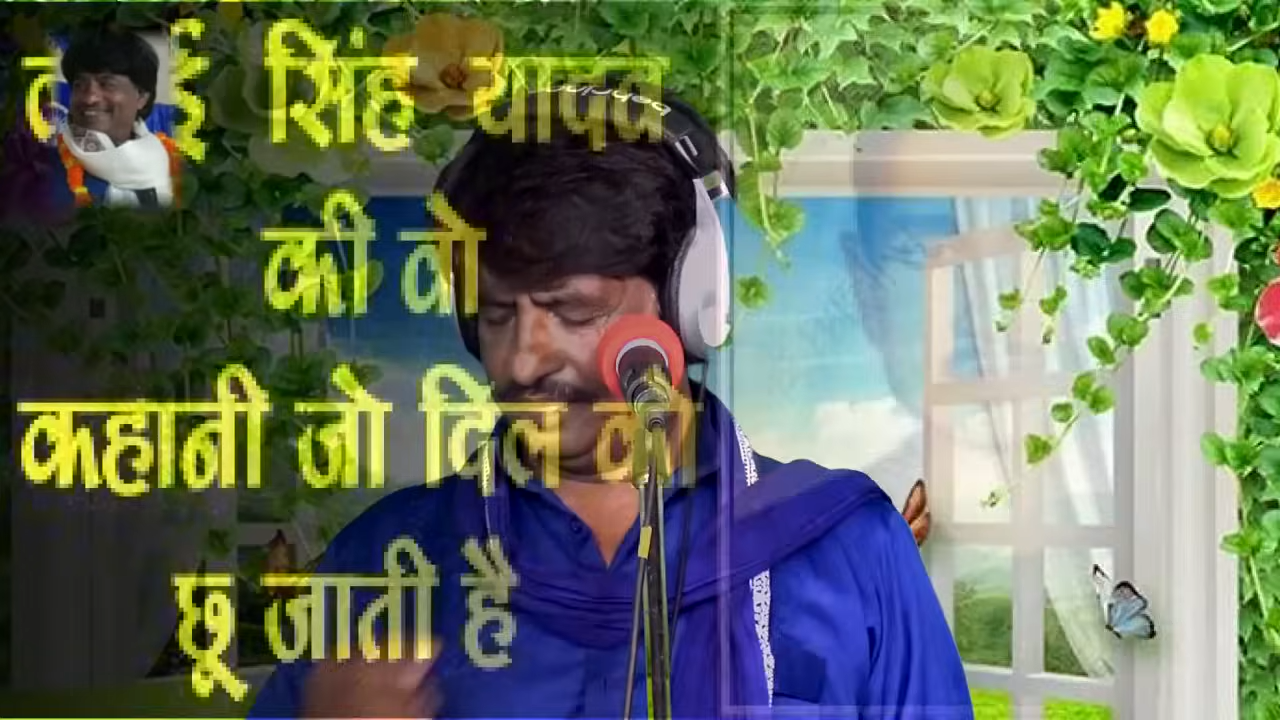 सिंह यादव
की वो
कहानी जो दिल को
छू जाती है